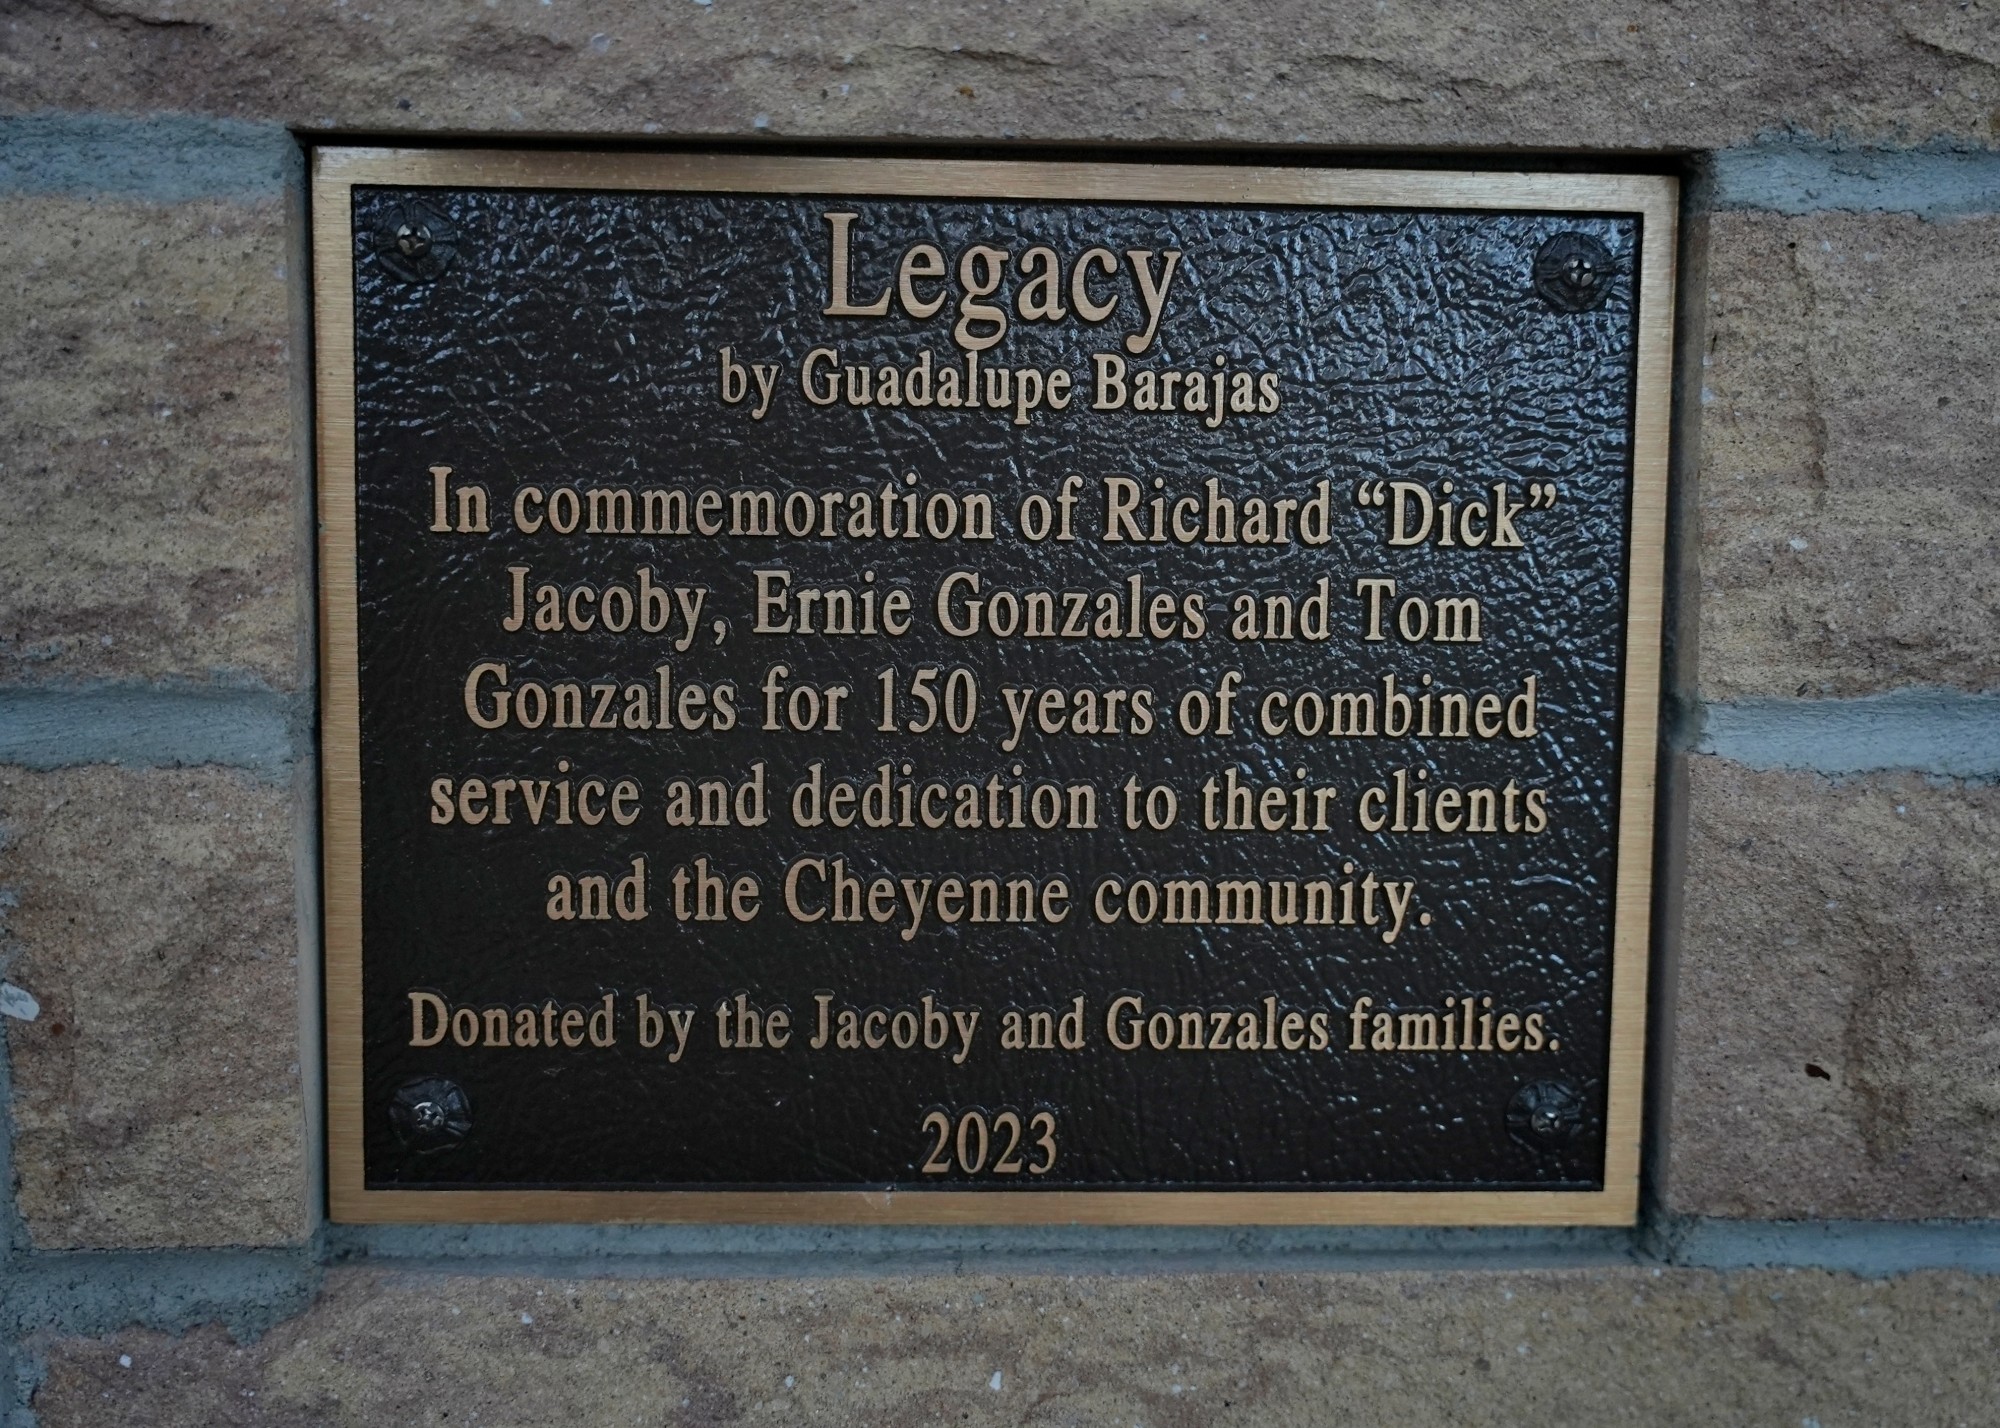 Legacy
by Guadalupe Barajas
In commemoration of Richard “Dick”
Jacoby, Ernie Gonzales and Tom
Gonzales for 150 years of combined
service and dedication to their clients
and the Cheyenne community.
Donated by the Jacoby and Gonzales families.
2023